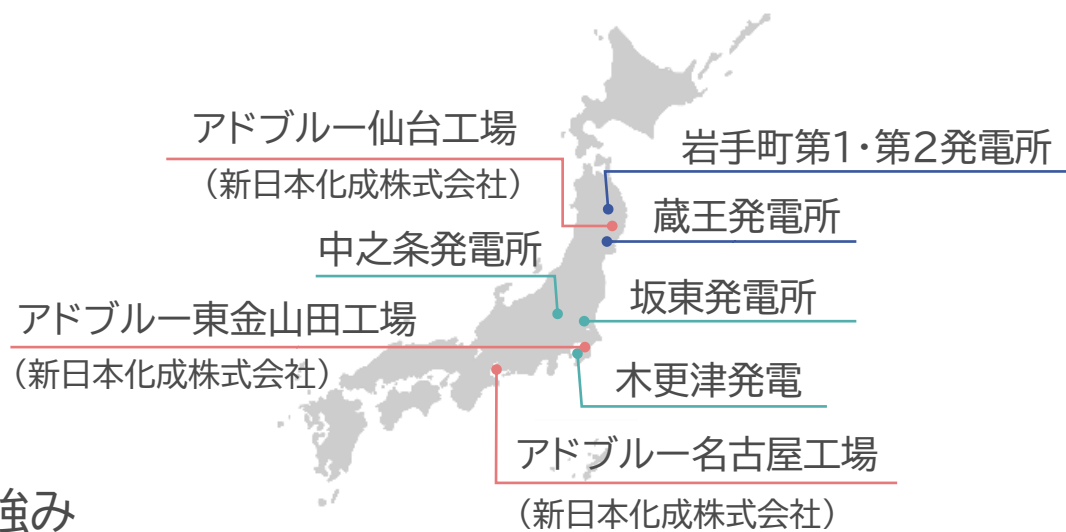 アドブルー仙台工場
（新日本化成株式会社）
岩手町第1・第2発電所
蔵王発電所
中之条発電所
坂東発電所
アドブルー東金山田工場
（新日本化成株式会社）
木更津発電
アドブルー名古屋工場
（新日本化成株式会社）
強み